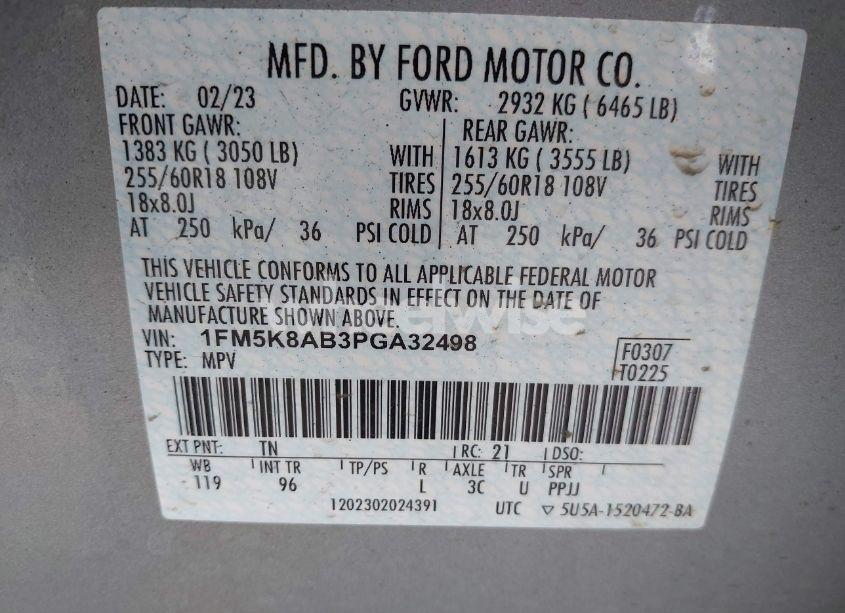 MFD. BY FORD MOTOR CO.
DATE: 02/23 GVWR: 2932 KG ( 6465 LB)
FRONT GAWR: REAR GAWR:
1383 KG ( 3050 LB) WITH 1613 KG ( 3555 LB) WITH
255/60R18 108V TIRES 255/60R18 108V TIRES
18x8.0J RIMS 18x8.0J RIMS
AT 250 kPa/ 36 PSI COLD AT 250 kPa/ 36 PSI COLD
THIS VEHICLE CONFORMS TO ALL APPLICABLE FEDERAL MOTOR
VEHICLE SAFETY STANDARDS IN EFFECT ON THE DATE OF
MANUFACTURE SHOWN ABOVE.
VIN: 1FM5K8AB3PGA32498
TYPE: MPV
F0307
T0225
EXT PNT: TN RC: 21 DSO:
WB INT TR TP/PS R AXLE TR SPR
119 96 L 3C U PPJJ
1202302024391 UTC ▽ 5U5A-1520472-BA